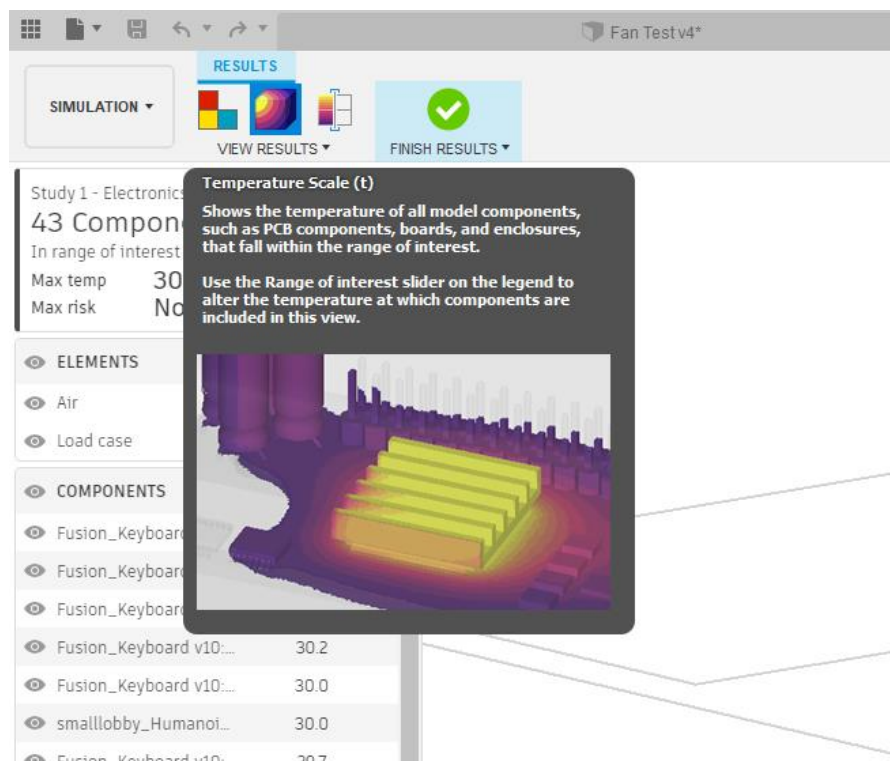 Fan Test v4*
RESULTS
SIMULATION
VIEW RESULTS
FINISH RESULTS
Temperature Scale (t)
Shows the temperature of all model components,
such as PCB components, boards, and enclosures,
that fall within the range of interest.
Use the Range of interest slider on the legend to
alter the temperature at which components are
included in this view.
Study 1 - Electronics
43
In range of interest
Max temp 30
Max risk
ELEMENTS
Air
Load case
COMPONENTS
Fusion_Keyboard
Fusion_Keyboard
Fusion_Keyboard
Fusion_Keyboard v10:... 30.2
Fusion_Keyboard v10:... 30.0
smalllobby_Humanoi... 30.0
Fusion_Keyboard v10: 29.7